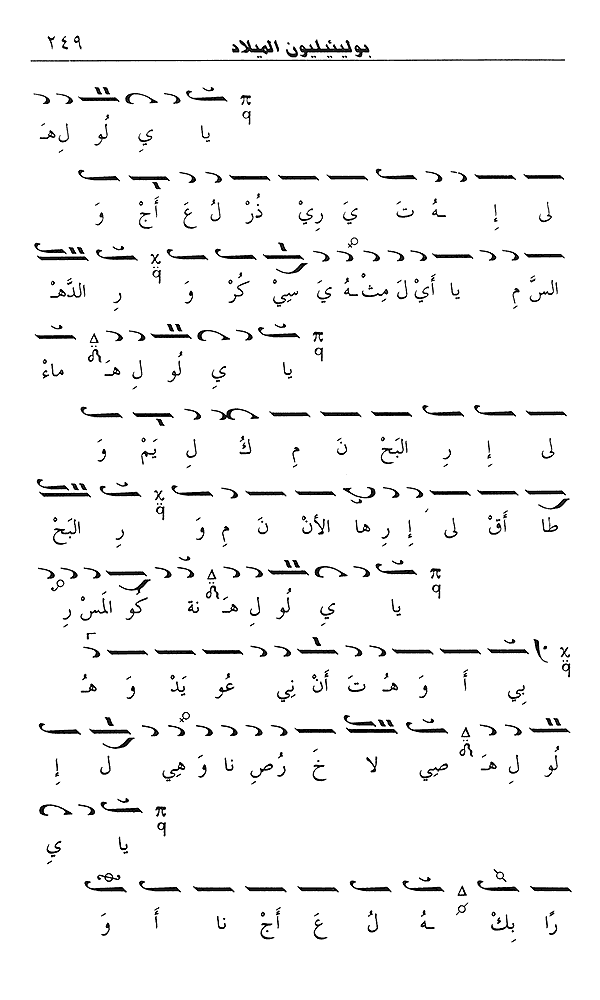 بوليئيليون الميلاد ٢٤٩
هَـ لِ لُو يِ يا
وَ أَجْ عَ لُ ذُرْ رِيْ يَ تَ ـهُ إِ لى
الدَّهْـ رِ وَ كُرْ سِيْ يَ ـهُ مِثْـ لَ أَيْ يا مِ السَّ
ماءْ هَـ لِ لُو يِ يا
وَ يَمْ لِ كُ مِ نَ البَحْ رِ إِ لى
البَحْ رِ وَ مِ نَ الأَنْ ها رِ إِ لى أَقْ طا
رِ المَسْ كُو نة هَـ لِ لُو يِ يا
هُـ وَ يَدْ عُو نِي أَنْ تَ هُـ وَ أَ بِي
إِ ل هِي وَ نا صِ رُ خَ لا صِي هَـ لِ لُو
يِ يا
وَ أَ نا أَجْ عَ لُ ـهُ بِكْـ رًا